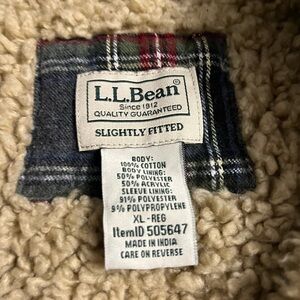 L.L.Bean®
Since 1912
QUALITY GUARANTEED
SLIGHTLY FITTED
BODY:
100% COTTON
BODY LINING:
50% POLYESTER
50% ACRYLIC
SLEEVE LINING:
91% POLYESTER
9% POLYPROPYLENE
XL-REG
ItemID 505647
MADE IN INDIA
CARE ON REVERSE